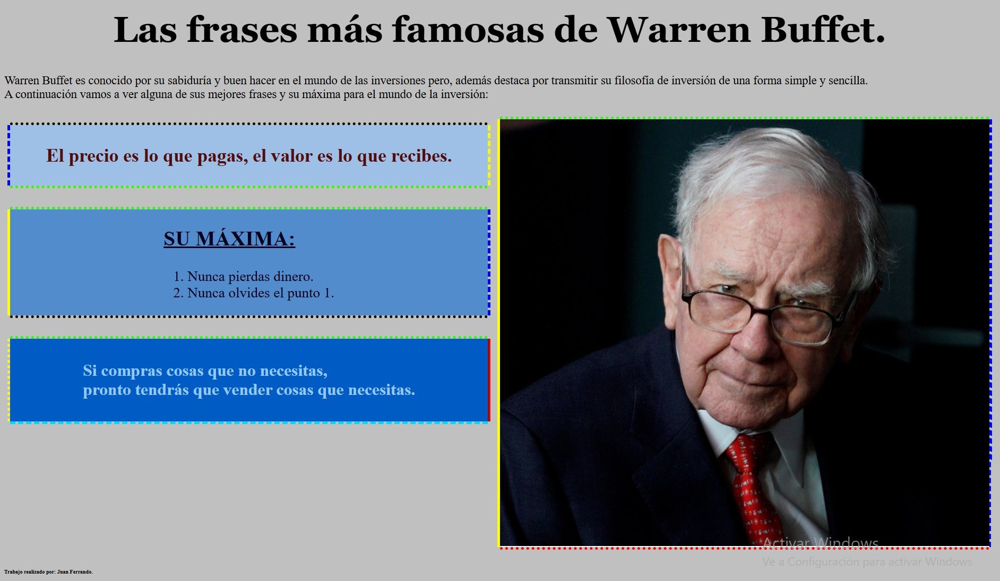 Las frases más famosas de Warren Buffet.
Warren Buffet es conocido por su sabiduría y buen hacer en el mundo de las inversiones pero, además destaca por transmitir su filosofía de inversión de una forma simple y sencilla.
A continuación vamos a ver alguna de sus mejores frases y su máxima para el mundo de la inversión:
El precio es lo que pagas, el valor es lo que recibes.
SU MÁXIMA:
1. Nunca pierdas dinero.
2. Nunca olvides el punto 1.
Si compras cosas que no necesitas,
pronto tendrás que vender cosas que necesitas.
Activar Windows
Ve a Configuración para activar Windows.
Trabajo realizado por: Juan Ferrando.